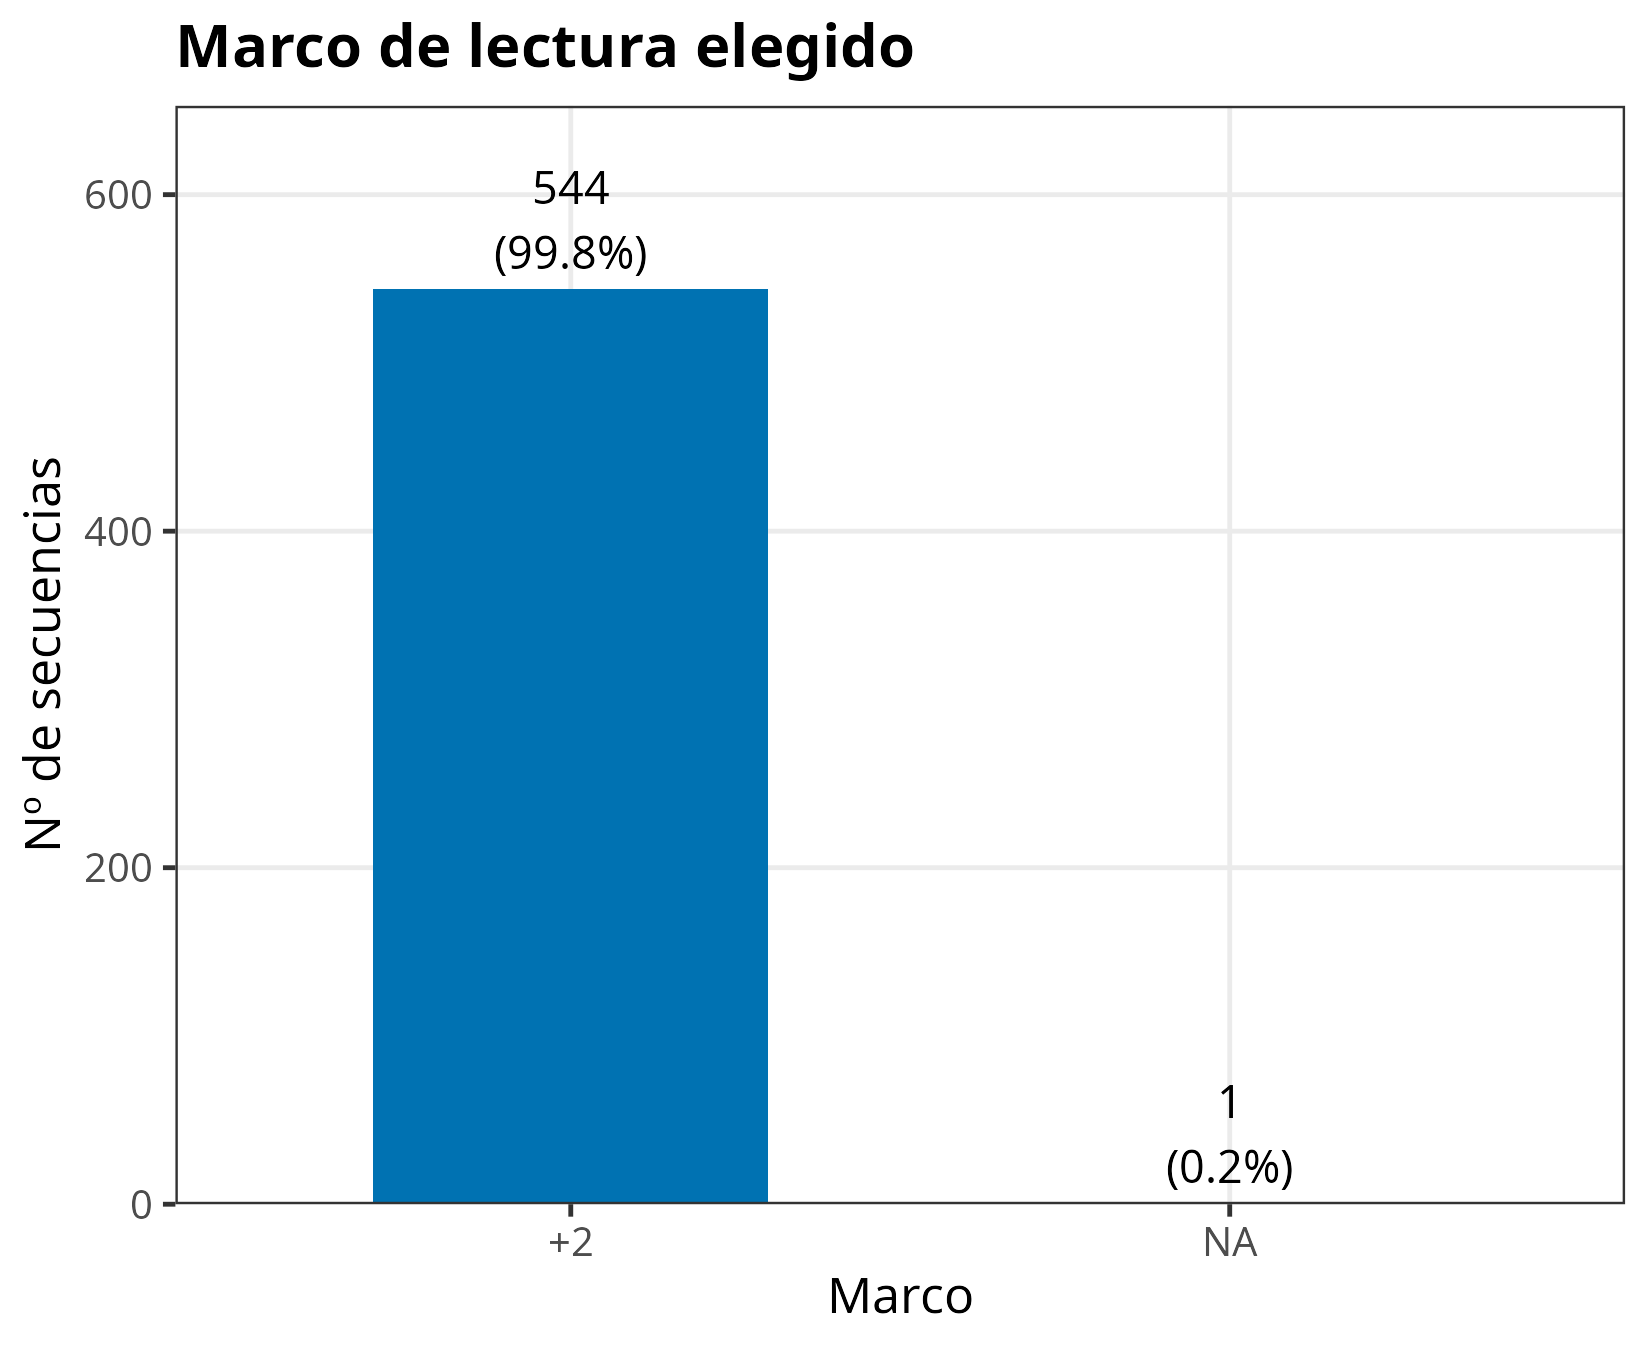 Marco de lectura elegido
Nº de secuencias
600
400
200
0
544
(99.8%)
1
(0.2%)
+2
NA
Marco